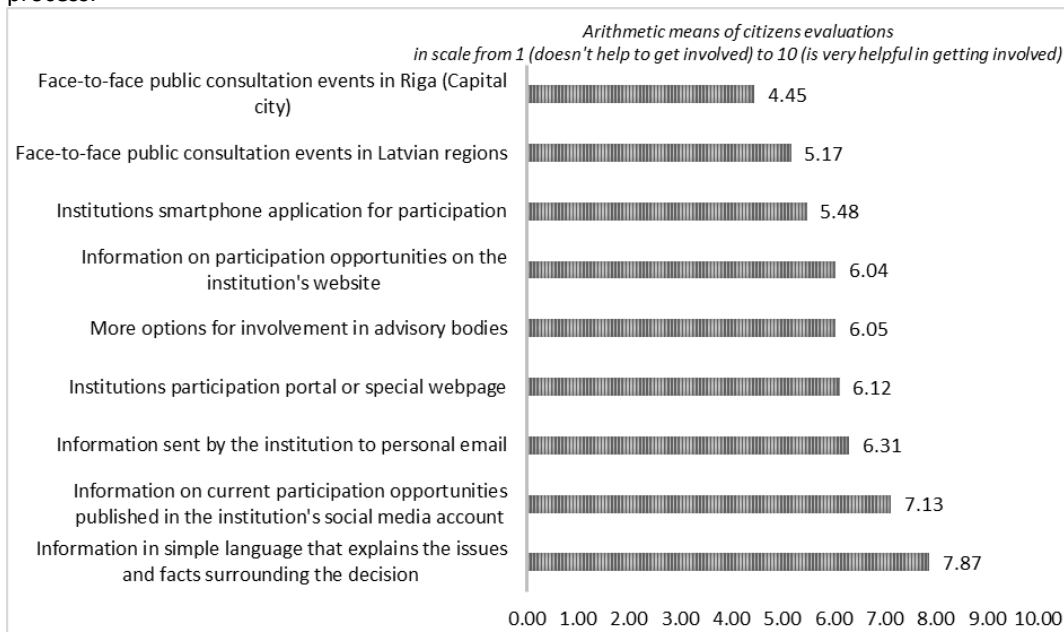 process.
Arithmetic means of citizens evaluations
in scale from 1 (doesn't help to get involved) to 10 (is very helpful in getting involved)
Face-to-face public consultation events in Riga (Capital
city)
4.45
Face-to-face public consultation events in Latvian regions
5.17
Institutions smartphone application for participation
5.48
Information on participation opportunities on the
institution's website
6.04
More options for involvement in advisory bodies
6.05
Institutions participation portal or special webpage
6.12
Information sent by the institution to personal email
6.31
Information on current participation opportunities
published in the institution's social media account
7.13
Information in simple language that explains the issues
and facts surrounding the decision
7.87
0.00 1.00 2.00 3.00 4.00 5.00 6.00 7.00 8.00 9.00 10.00